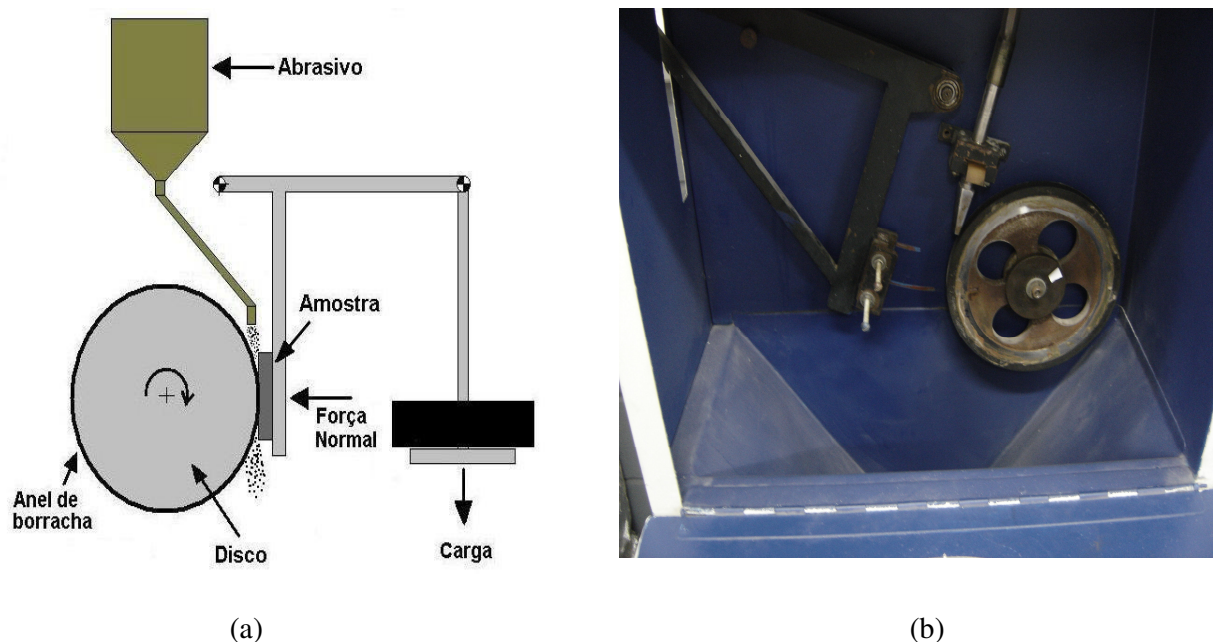 Abrasivo
Amostra
Força
Normal
Anel de
borracha
Disco
Carga
(a)
(b)